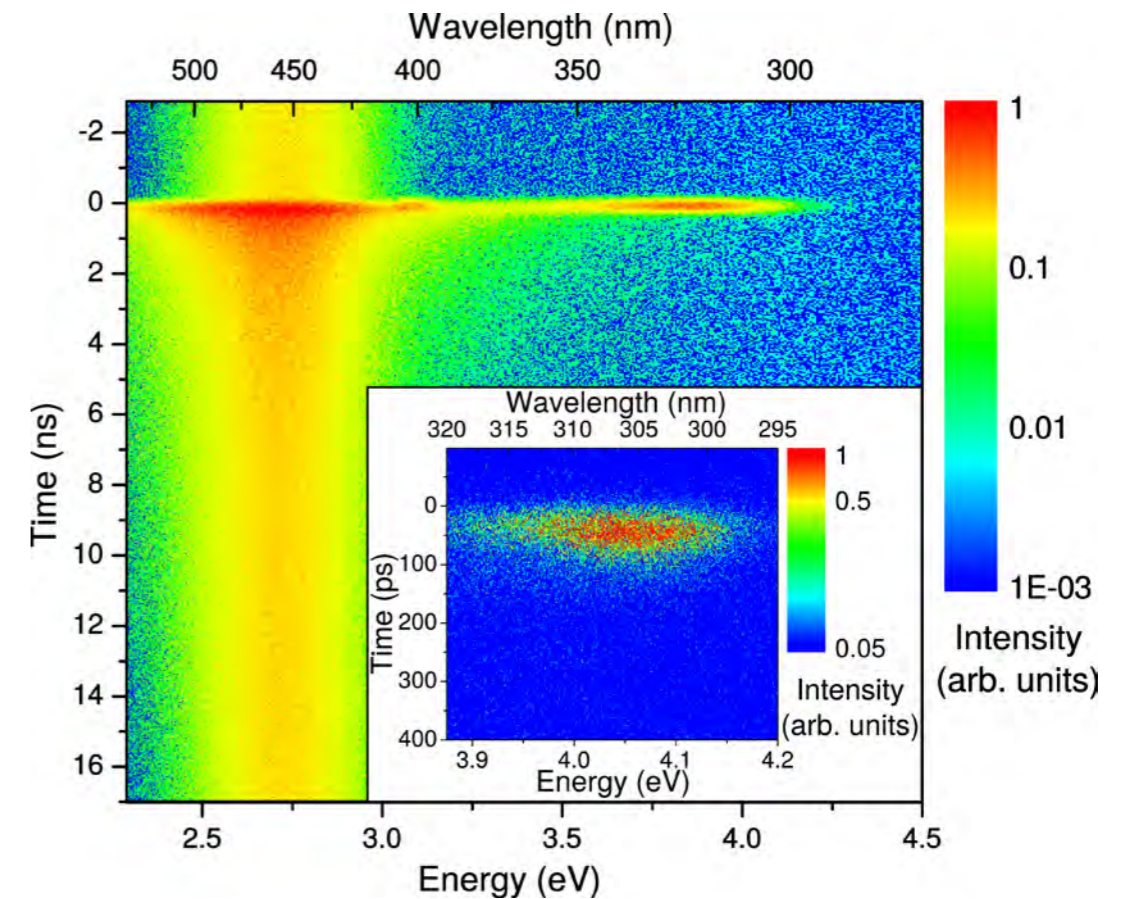 Wavelength (nm)
500 450 400 350 300
-2
0
2
4
6
8
10
12
14
16
Time (ns)
2.5 3.0 3.5 4.0 4.5
Energy (eV)
1
0.1
0.01
1E-03
Intensity
(arb. units)
Wavelength (nm)
320 315 310 305 300 295
0
100
200
300
400
Time (ps)
3.9 4.0 4.1 4.2
Energy (eV)
1
0.5
0.05
Intensity
(arb. units)